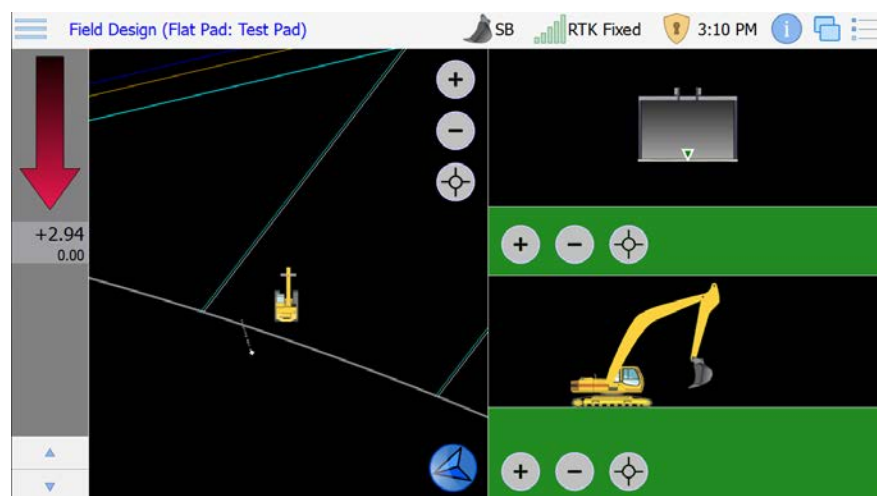 Field Design (Flat Pad: Test Pad)
SB
RTK Fixed
3:10 PM
+2.94
0.00